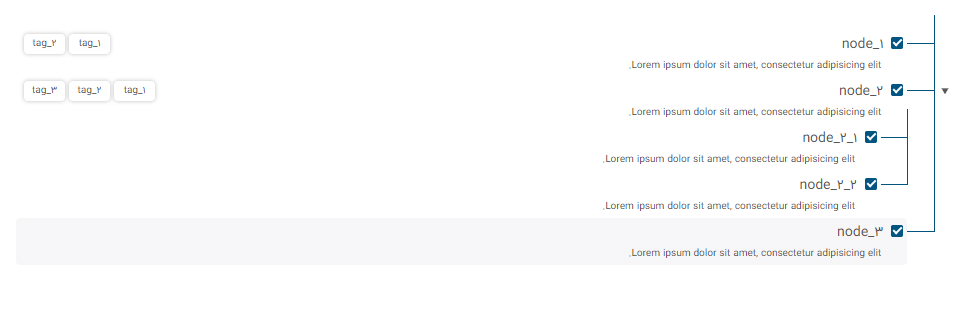 node_۱
tag_۱ tag_۲
Lorem ipsum dolor sit amet, consectetur adipisicing elit.
node_۲
tag_۱ tag_۲ tag_۳
Lorem ipsum dolor sit amet, consectetur adipisicing elit.
node_۲_۱
Lorem ipsum dolor sit amet, consectetur adipisicing elit.
node_۲_۲
Lorem ipsum dolor sit amet, consectetur adipisicing elit.
node_۳
Lorem ipsum dolor sit amet, consectetur adipisicing elit.